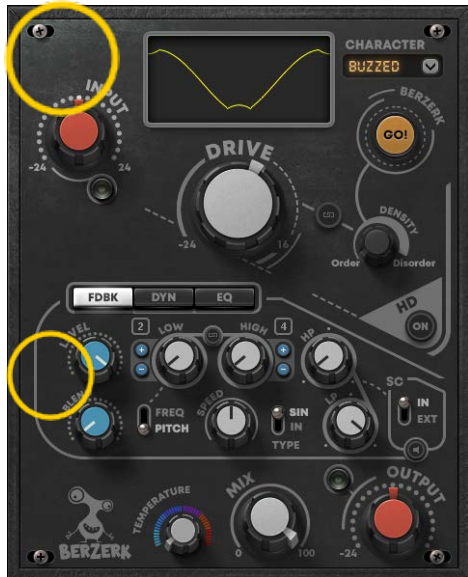 CHARACTER
BUZZED
INPUT
-24 24
BERZERK
GO!
DRIVE
-24 16
DENSITY
Order Disorder
HD
ON
FDBK DYN EQ
LEVEL
2 LOW HIGH 4 HP
BLEND
FREQ
PITCH
SPEED
SIN
IN
TYPE
LP
SC
IN
EXT
BERZERK
TEMPERATURE
MIX
0 100
OUTPUT
-24